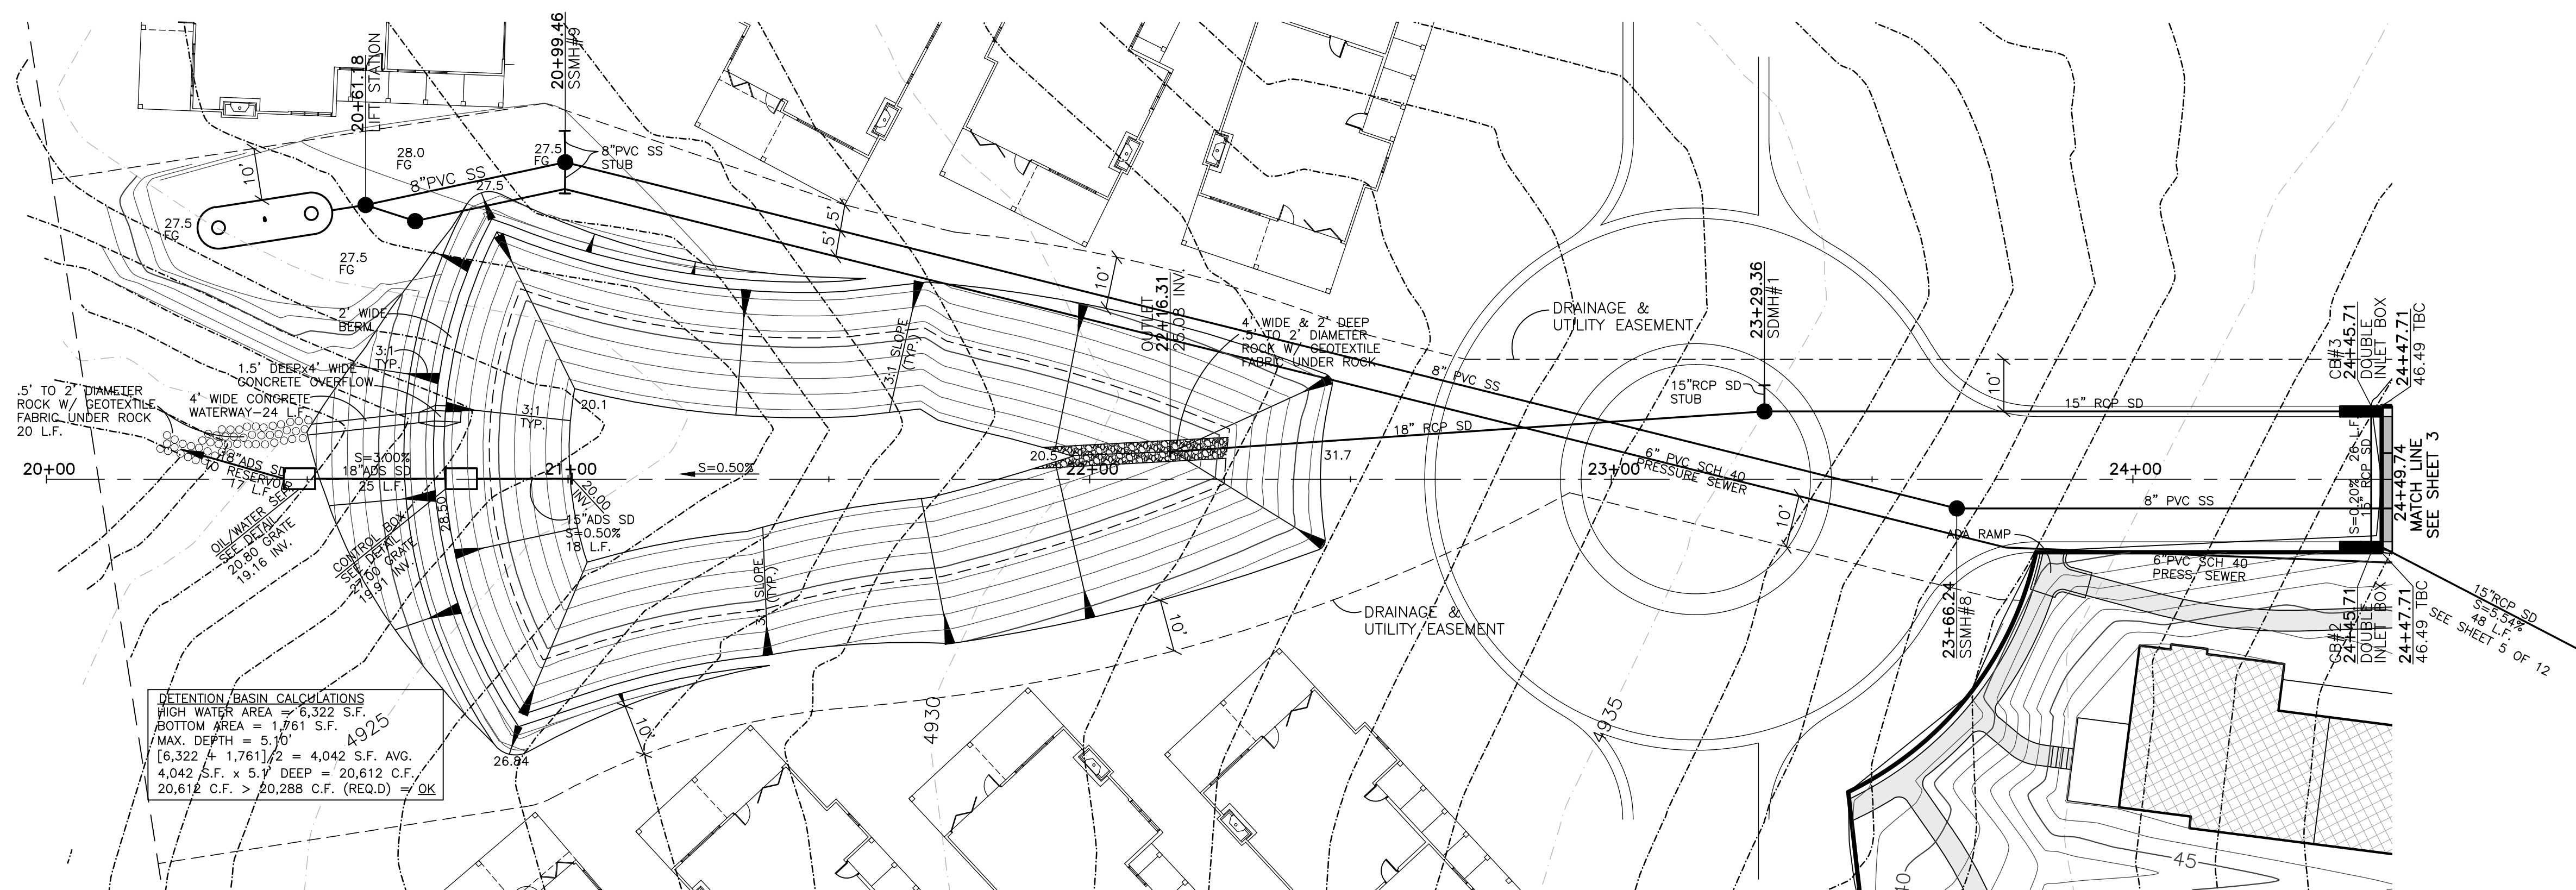 20+61.18
LIFT STATION
20+99.46
SSMH#9
28.0
FG
27.5
FG
8"PVC SS
STUB
10'
8"PVC SS
27.5
27.5
FG
27.5
FG
5'
5'
10'
2' WIDE
BERM
3:1
TYP.
1.5' DEEPx4' WIDE
CONCRETE OVERFLOW
.5' TO 2' DIAMETER
ROCK W/ GEOTEXTILE
FABRIC UNDER ROCK
20 L.F.
4' WIDE CONCRETE
WATERWAY-24 L.F.
3:1
TYP.
20.1
3:1 SLOPE
(TYP.)
OUTLET
22+16.31
25.08 INV.
4' WIDE & 2' DEEP
.5' TO 2' DIAMETER
ROCK W/ GEOTEXTILE
FABRIC UNDER ROCK
DRAINAGE &
UTILITY EASEMENT
23+29.36
SDMH#1
8" PVC SS
15"RCP SD
STUB
10'
15" RCP SD
CB#3
24+45.71
DOUBLE
INLET BOX
24+47.71
46.49 TBC
18" RCP SD
20+00
18"ADS SD
TO RESERVOIR
17 L.F.
S=3.00%
18"ADS SD
25 L.F.
21+00
S=0.50%
20.5
22+00
31.7
6" PVC SCH 40
PRESSURE SEWER
23+00
24+00
8" PVC SS
S=0.20% 26 L.F.
15" RCP SD
24+49.74
MATCH LINE
SEE SHEET 3
OIL/WATER SEP.
SEE DETAIL
20.80 GRATE
19.16 INV.
CONTROL BOX
SEE DETAIL
27.00 GRATE
19.91 INV.
28.50
20.00
INV.
15"ADS SD
S=0.50%
18 L.F.
3:1 SLOPE
(TYP.)
10'
ADA RAMP
6"PVC SCH 40
PRESS. SEWER
10'
DRAINAGE &
UTILITY EASEMENT
23+66.24
SSMH#8
CB#2
24+45.71
DOUBLE
INLET BOX
24+47.71
46.49 TBC
15"RCP SD
S=5.54%
48 L.F.
SEE SHEET 5 OF 12
DETENTION BASIN CALCULATIONS
HIGH WATER AREA = 6,322 S.F.
BOTTOM AREA = 1,761 S.F.
MAX. DEPTH = 5.10'
[6,322 + 1,761]/2 = 4,042 S.F. AVG.
4,042 S.F. x 5.1' DEEP = 20,612 C.F.
20,612 C.F. > 20,288 C.F. (REQ.D) = OK
4925
26.84
10'
4930
4935
40
45